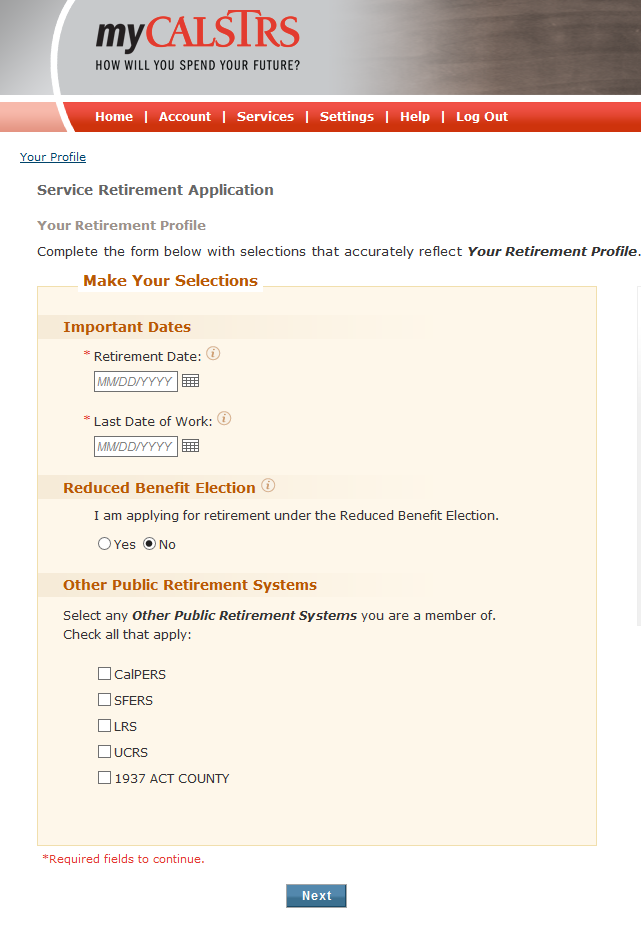 myCALSTRS
HOW WILL YOU SPEND YOUR FUTURE?
Home | Account | Services | Settings | Help | Log Out
Your Profile
Service Retirement Application
Your Retirement Profile
Complete the form below with selections that accurately reflect Your Retirement Profile.
Make Your Selections
Important Dates
* Retirement Date: i
MM/DD/YYYY
* Last Date of Work: i
MM/DD/YYYY
Reduced Benefit Election i
I am applying for retirement under the Reduced Benefit Election.
Yes No
Other Public Retirement Systems
Select any Other Public Retirement Systems you are a member of.
Check all that apply:
CalPERS
SFERS
LRS
UCRS
1937 ACT COUNTY
*Required fields to continue.
Next